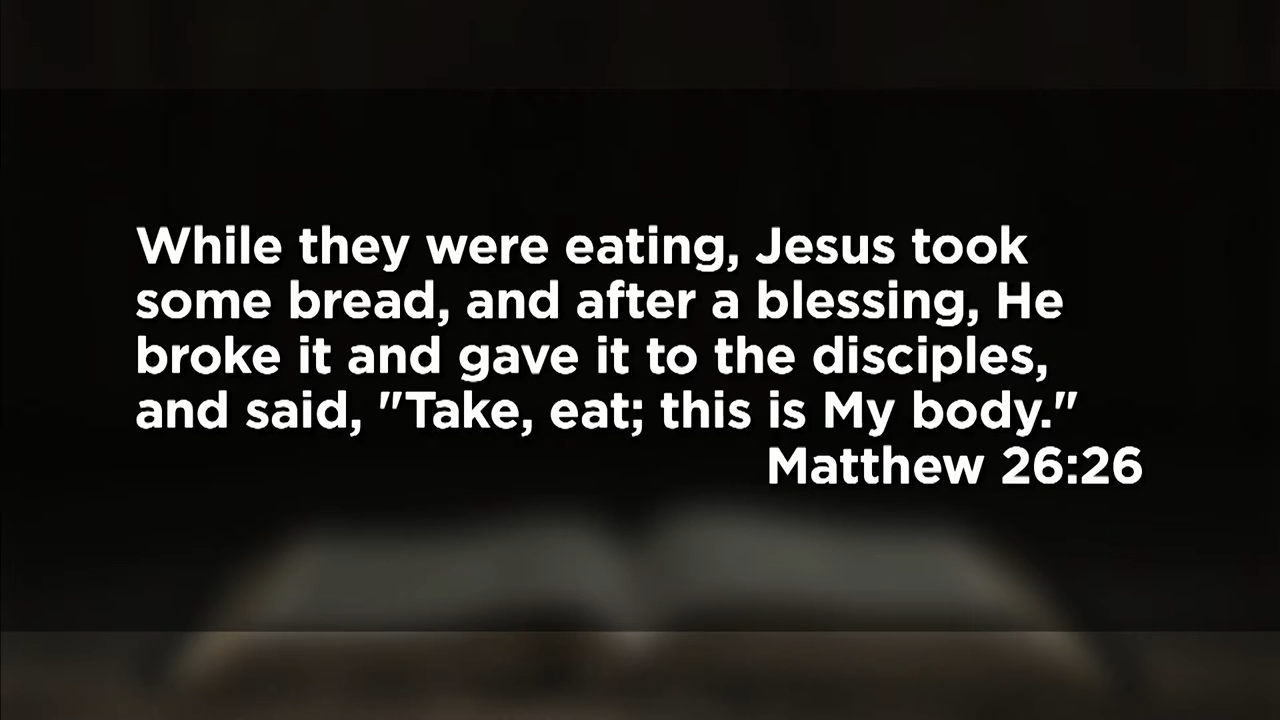 While they were eating, Jesus took
some bread, and after a blessing, He
broke it and gave it to the disciples,
and said, "Take, eat; this is My body."
Matthew 26:26